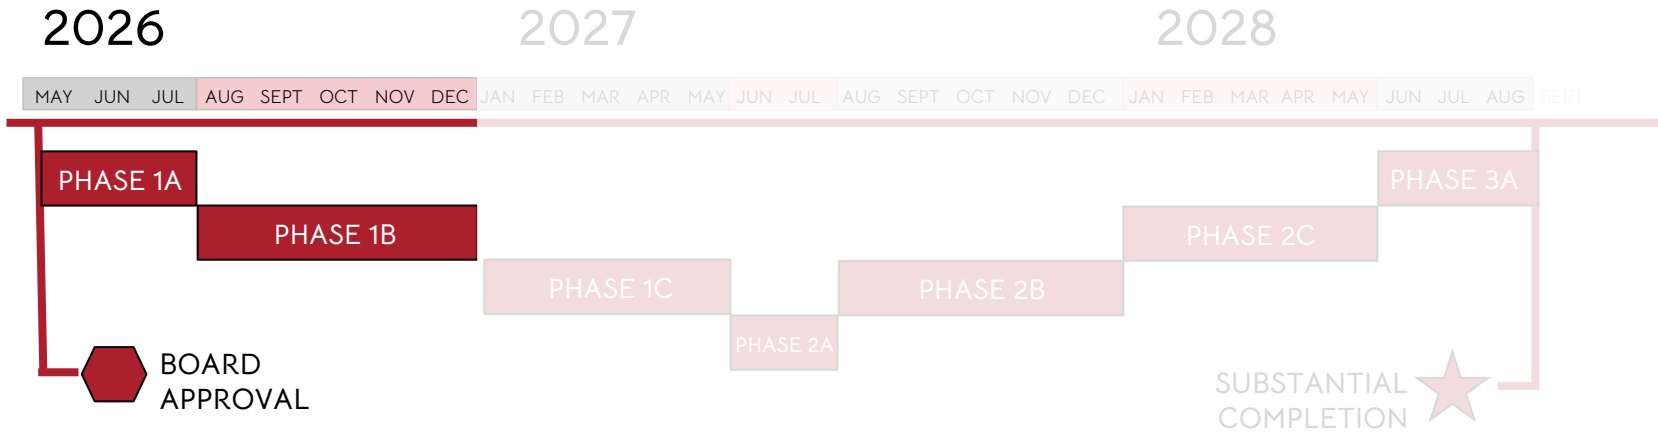 2026 2027 2028
MAY JUN JUL AUG SEPT OCT NOV DEC JAN FEB MAR APR MAY JUN JUL AUG SEPT OCT NOV DEC JAN FEB MAR APR MAY JUN JUL AUG SEPT
PHASE 1A PHASE 3A
PHASE 1B PHASE 2C
PHASE 1C PHASE 2B
PHASE 2A
BOARD
APPROVAL
SUBSTANTIAL
COMPLETION